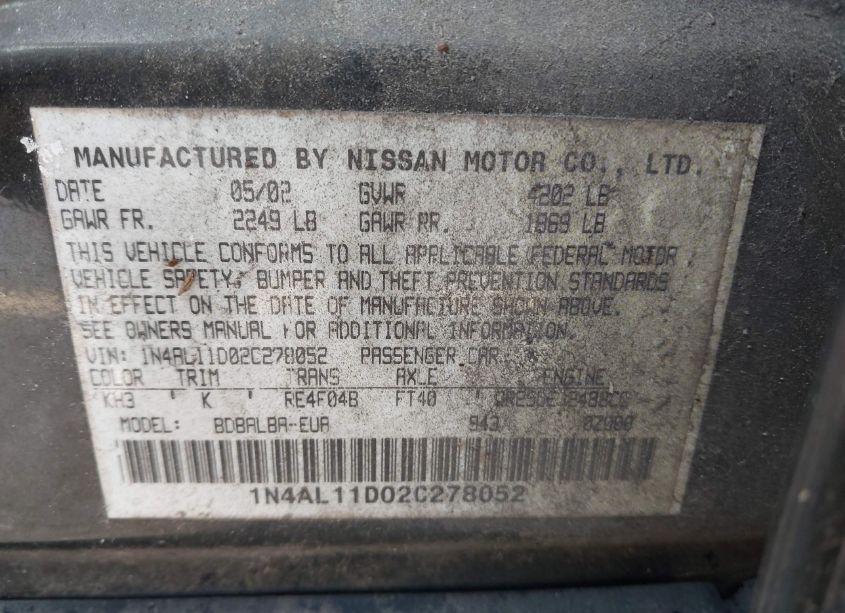 MANUFACTURED BY NISSAN MOTOR CO., LTD.
DATE 05/02 GVWR 4202 LB
GAWR FR. 2249 LB GAWR RR. 1969 LB
THIS VEHICLE CONFORMS TO ALL APPLICABLE FEDERAL MOTOR
VEHICLE SAFETY, BUMPER AND THEFT PREVENTION STANDARDS
IN EFFECT ON THE DATE OF MANUFACTURE SHOWN ABOVE.
SEE OWNERS MANUAL FOR ADDITIONAL INFORMATION.
VIN: 1N4AL11D02C278052 PASSENGER CAR
COLOR TRIM TRANS AXLE ENGINE
KH3 ' K ' RE4F04B FT40 '
MODEL: BDBALBA-EUA
1N4AL11D02C278052